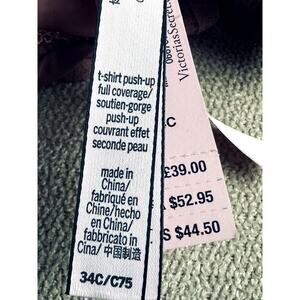 t-shirt push-up
full coverage/
soutien-gorge
push-up
couvrant effet
seconde peau
made in
China/
fabriqué en
Chine/hecho
en China/
fabbricato in
Cina/ 中国制造
34C/C75
VictoriasSecret
C
£39.00
A $52.95
S $44.50